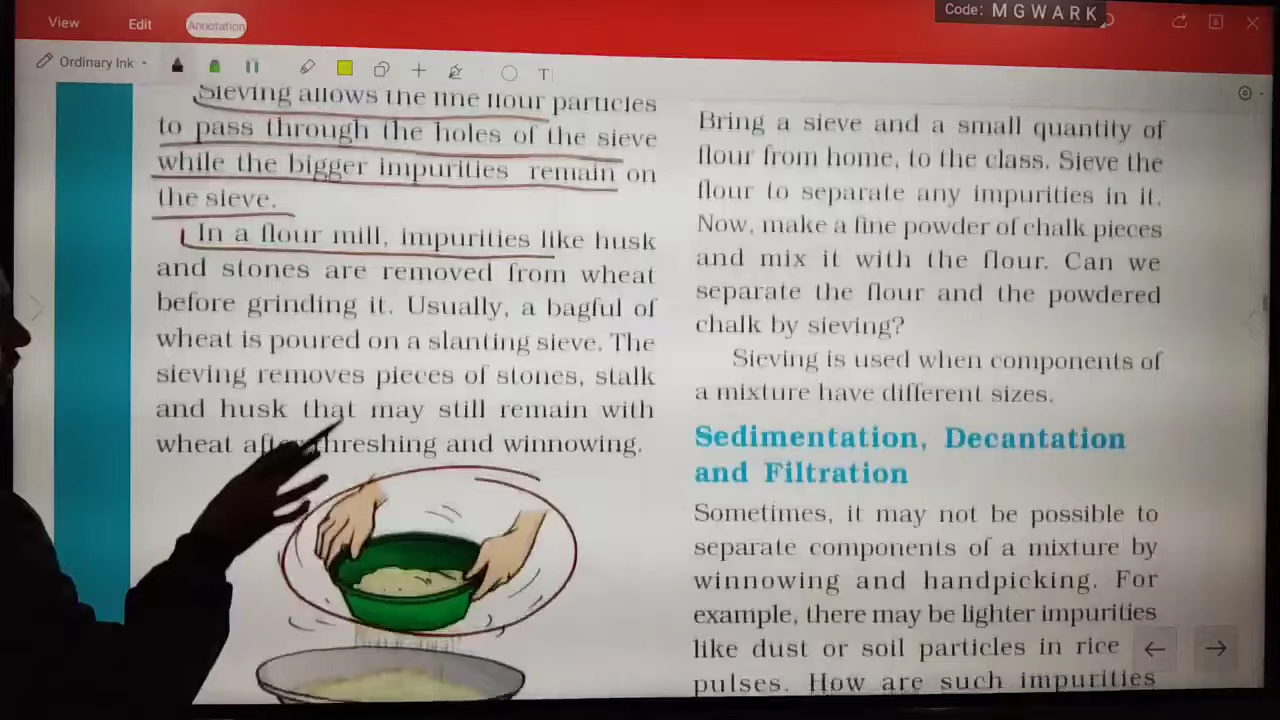 Code: MGWARK
View Edit Annotation
Ordinary Ink
Sieving allows the fine flour particles
to pass through the holes of the sieve
while the bigger impurities remain on
the sieve.
In a flour mill, impurities like husk
and stones are removed from wheat
before grinding it. Usually, a bagful of
wheat is poured on a slanting sieve. The
sieving removes pieces of stones, stalk
and husk that may still remain with
wheat after threshing and winnowing.
Bring a sieve and a small quantity of
flour from home, to the class. Sieve the
flour to separate any impurities in it.
Now, make a fine powder of chalk pieces
and mix it with the flour. Can we
separate the flour and the powdered
chalk by sieving?
Sieving is used when components of
a mixture have different sizes.
Sedimentation, Decantation
and Filtration
Sometimes, it may not be possible to
separate components of a mixture by
winnowing and handpicking. For
example, there may be lighter impurities
like dust or soil particles in rice
pulses. How are such impurities